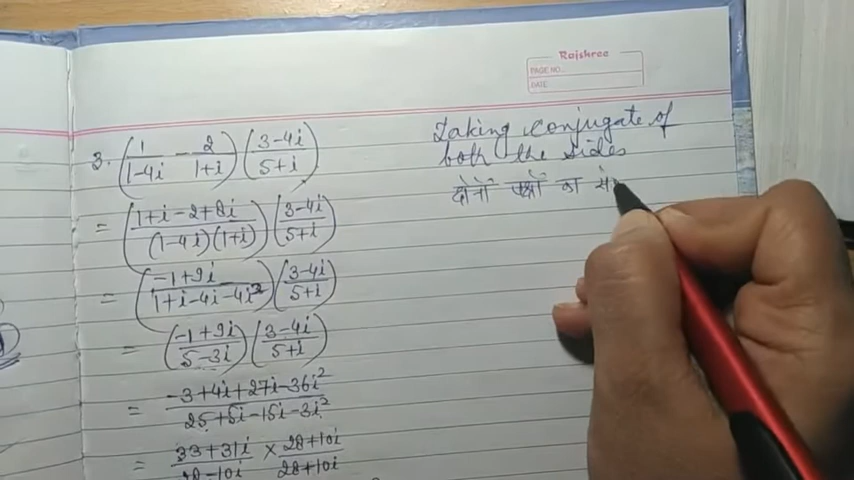 Rajshree
PAGE NO...
DATE
3. (1/(1-4i) - 2/(1+i)) ((3-4i)/(5+i))
= ((1+i-2+8i)/((1-4i)(1+i))) ((3-4i)/(5+i))
= ((-1+9i)/(1+i-4i-4i²)) ((3-4i)/(5+i))
= ((-1+9i)/(5-3i)) ((3-4i)/(5+i))
= (-3+4i+27i-36i²)/(25+5i-15i-3i²)
= (33+31i)/(28-10i) × (28+10i)/(28+10i)
Taking conjugate of
both the sides
दोनों पक्षों का